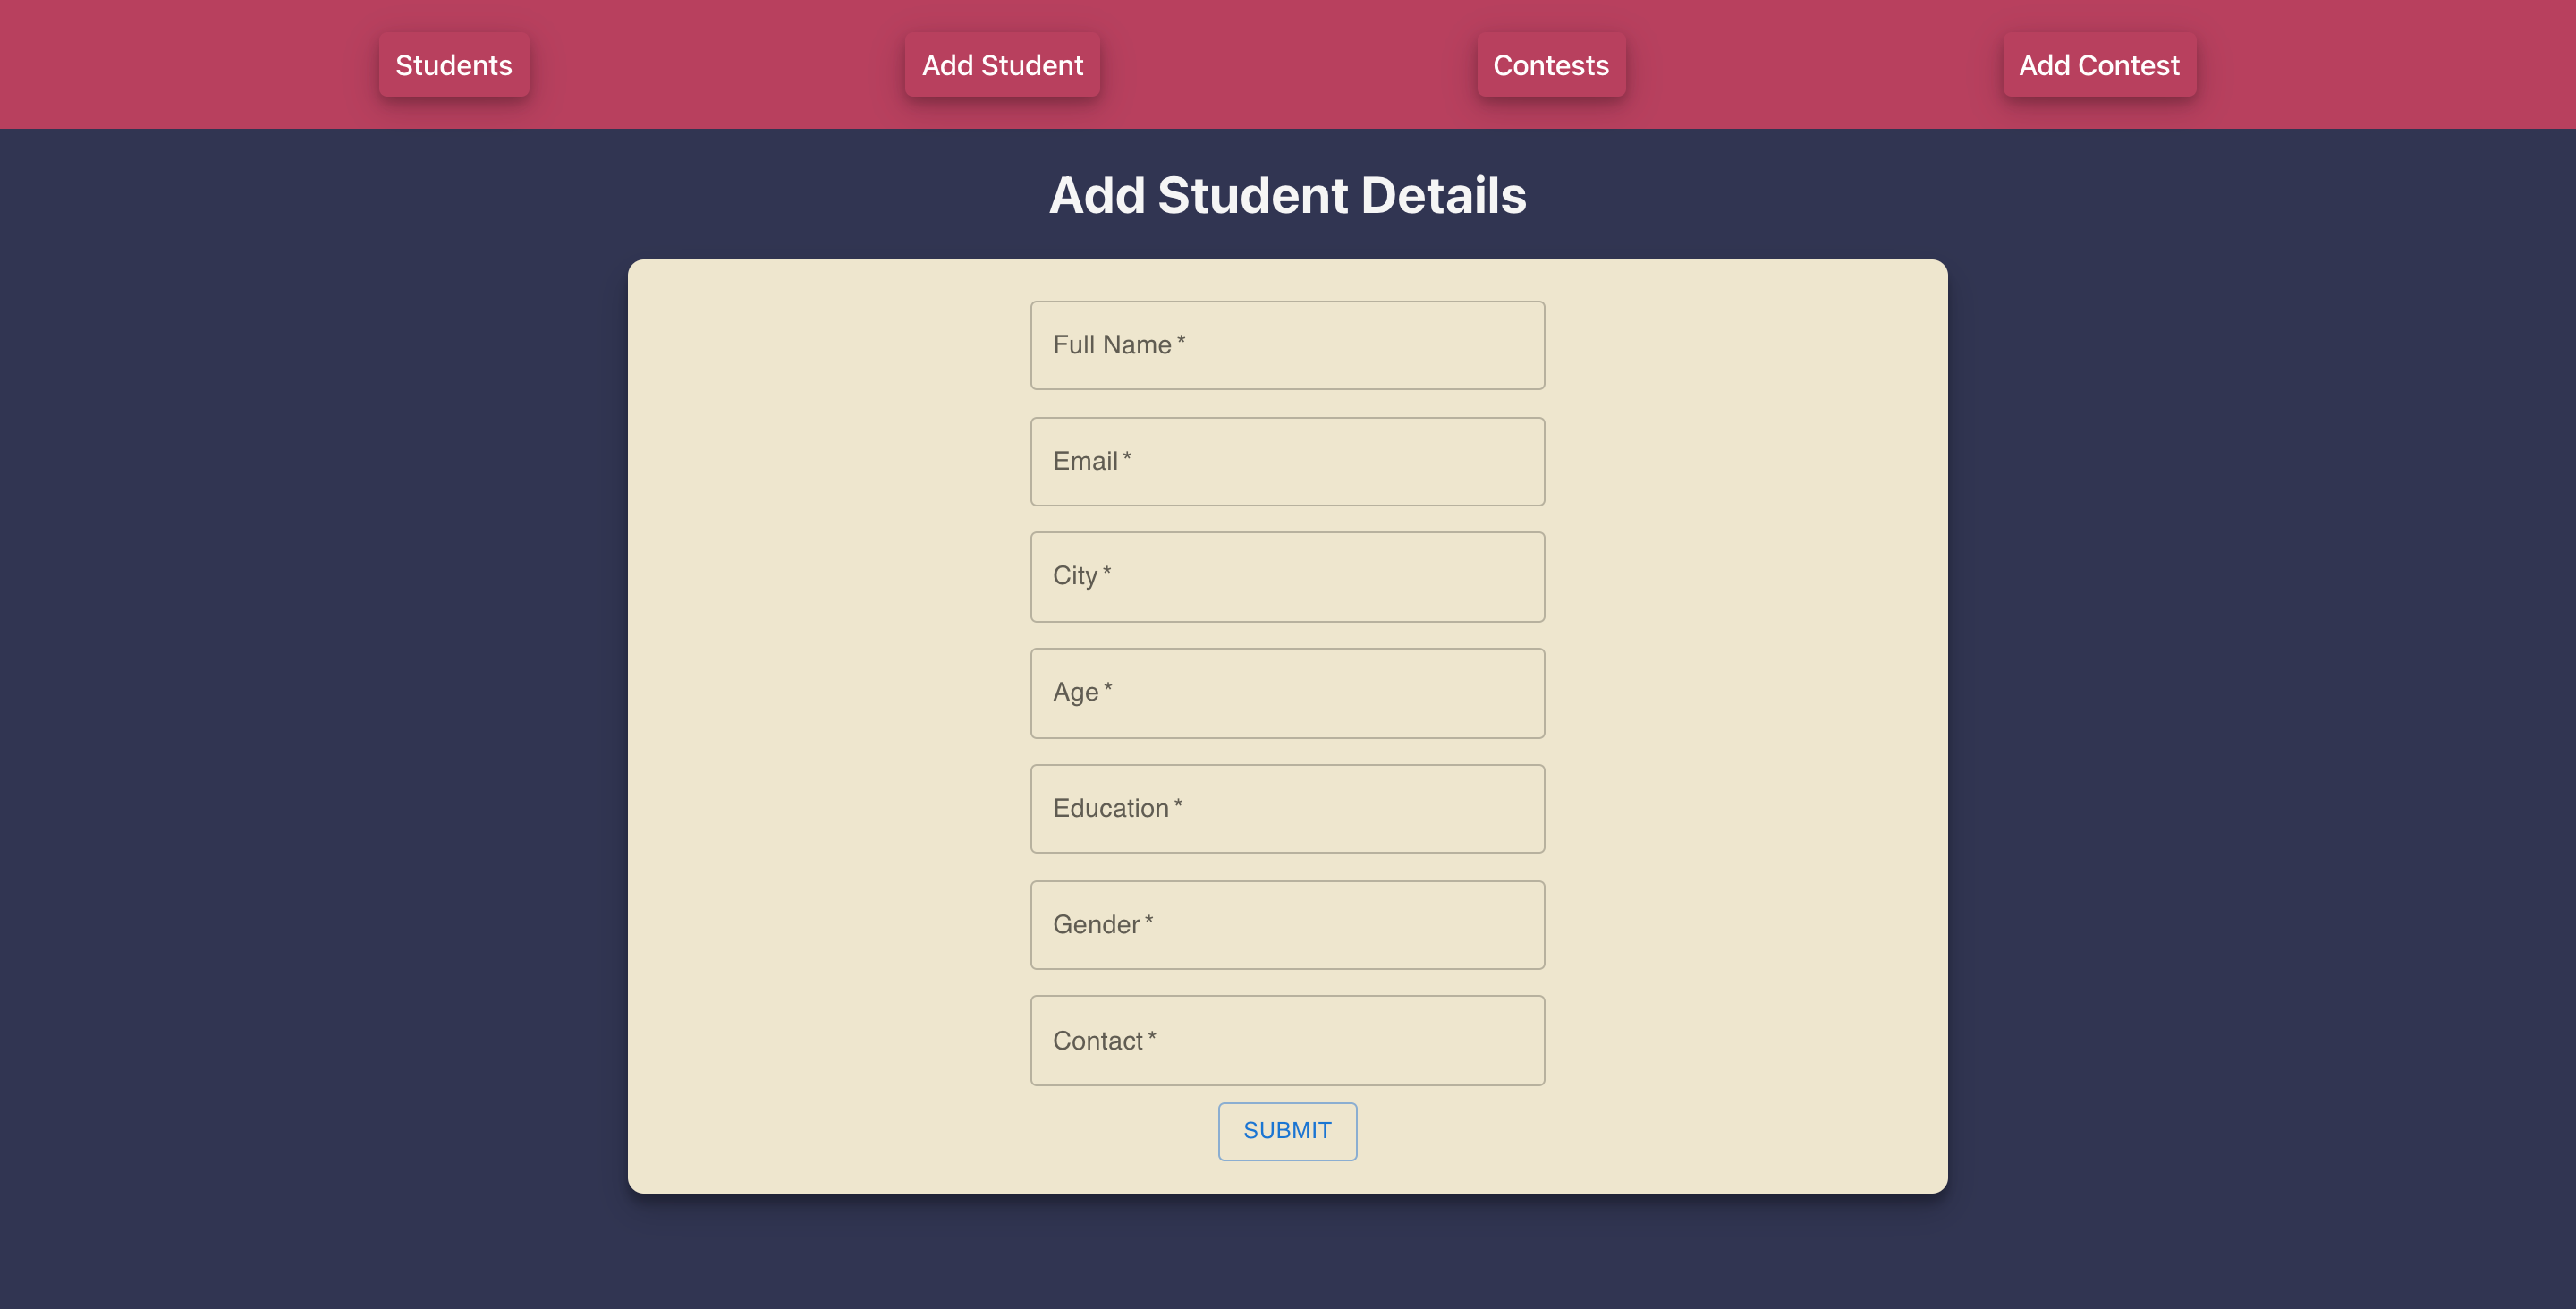 Students Add Student Contests Add Contest
Add Student Details
Full Name *
Email *
City *
Age *
Education *
Gender *
Contact *
SUBMIT